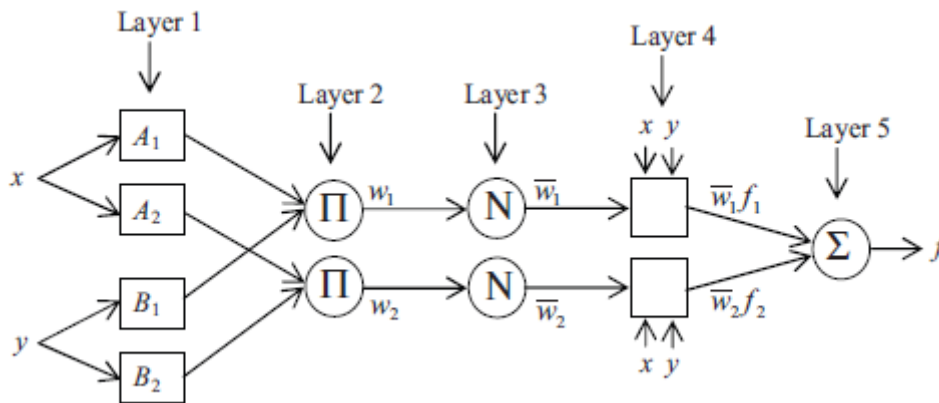 Layer 1
Layer 2
Layer 3
Layer 4
Layer 5
x
y
A₁
A₂
B₁
B₂
Π
w₁
Π
w₂
N
w̅₁
N
w̅₂
x y
x y
w̅₁f₁
w̅₂f₂
Σ